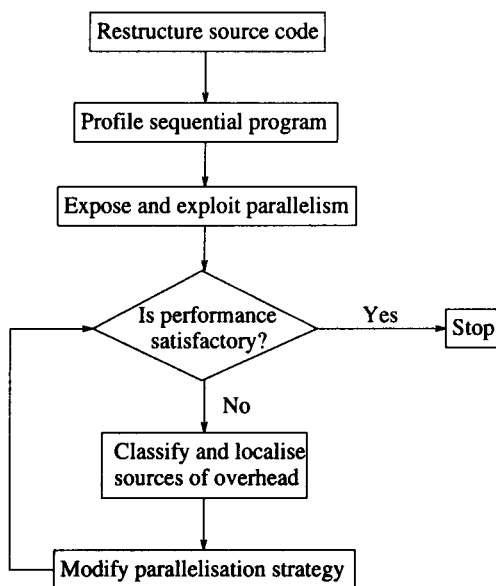 Restructure source code
Profile sequential program
Expose and exploit parallelism
Is performance
satisfactory?
Yes
Stop
No
Classify and localise
sources of overhead
Modify parallelisation strategy